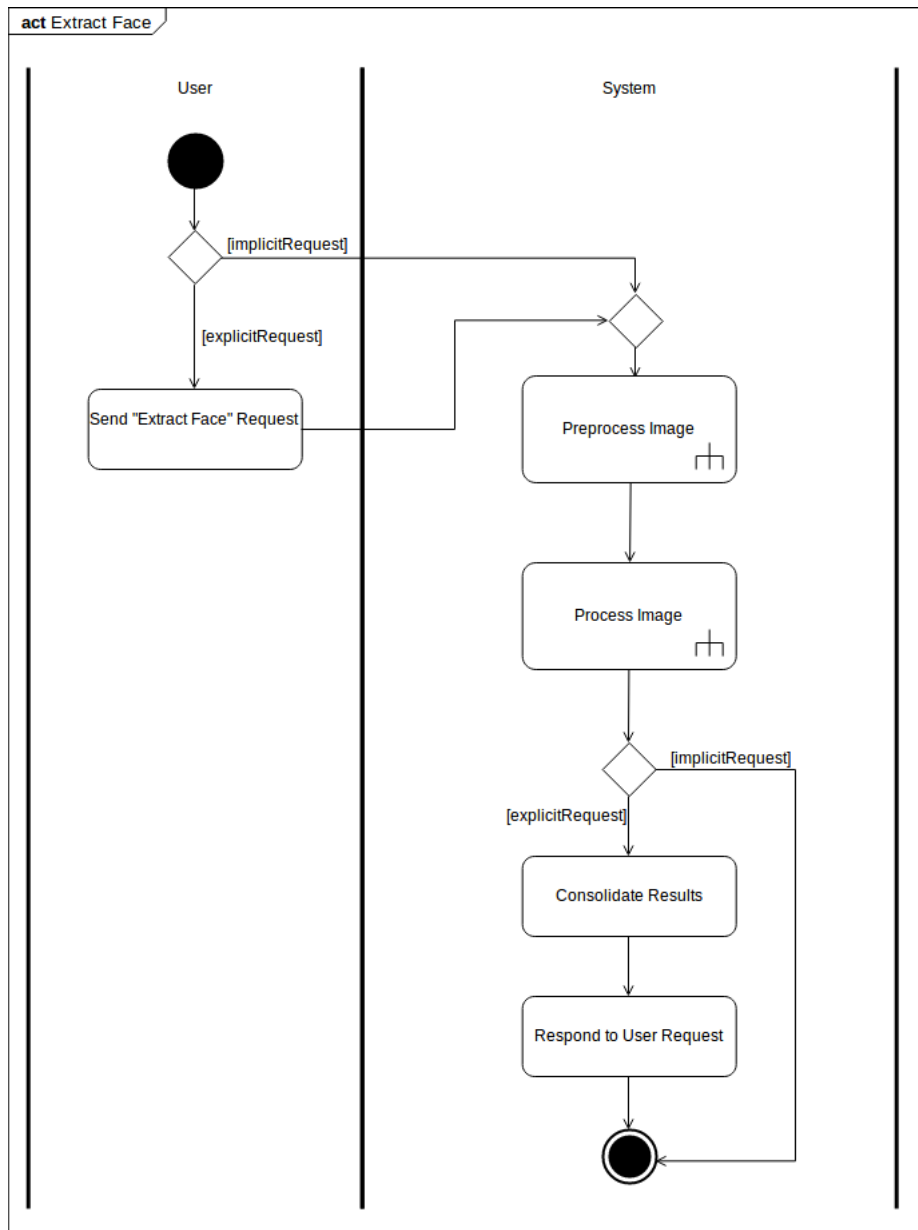 act Extract Face
User
System
[implicitRequest]
[explicitRequest]
Send "Extract Face" Request
Preprocess Image
Process Image
[implicitRequest]
[explicitRequest]
Consolidate Results
Respond to User Request